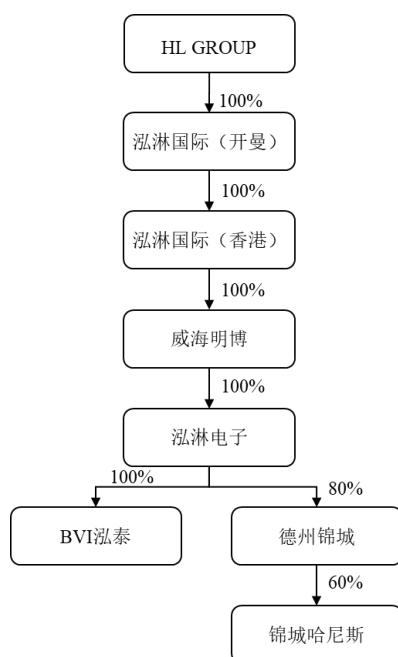 HL GROUP
100%
泓淋国际（开曼）
100%
泓淋国际（香港）
100%
威海明博
100%
泓淋电子
100%
80%
BVI泓泰
德州锦城
60%
锦城哈尼斯